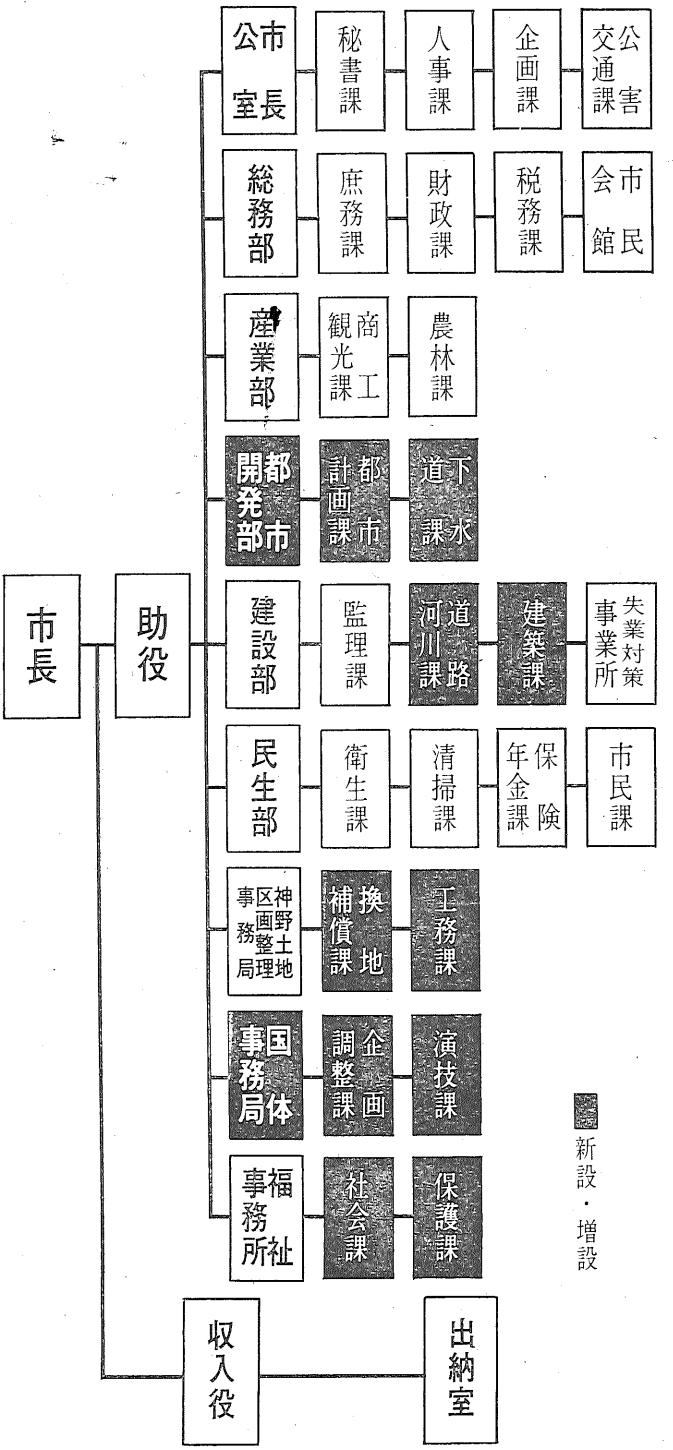 市長
公室
秘書課
人事課
企画課
公害
交通課
総務部
庶務課
財政課
税務課
市民
会館
産業部
商工
観光課
農林課
都市
開発部
都市
計画課
下水
道課
市長
助役
建設部
監理課
道路
河川課
建築課
失業対策
事業所
民生部
衛生課
清掃課
保険
年金課
市民課
神野土地
区画整理
事務局
換地
補償課
工務課
国体
事務局
企画
調整課
演技課
福祉
事務所
社会課
保護課
新設・増設
収入役
出納室